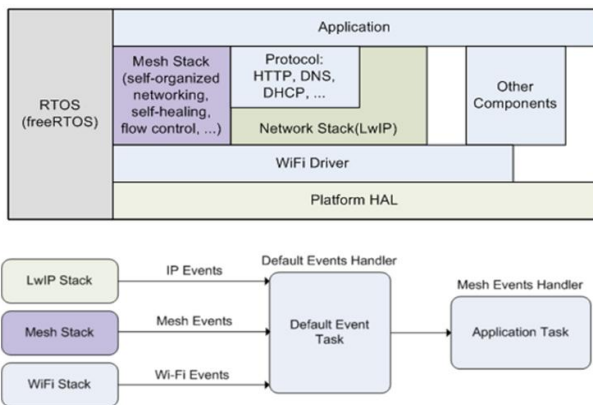 Application
RTOS
(freeRTOS)
Mesh Stack
(self-organized
networking,
self-healing,
flow control, ...)
Protocol:
HTTP, DNS,
DHCP, ...
Network Stack(LwIP)
Other
Components
WiFi Driver
Platform HAL
Default Events Handler
Mesh Events Handler
LwIP Stack
IP Events
Mesh Stack
Mesh Events
WiFi Stack
Wi-Fi Events
Default Event
Task
Application Task